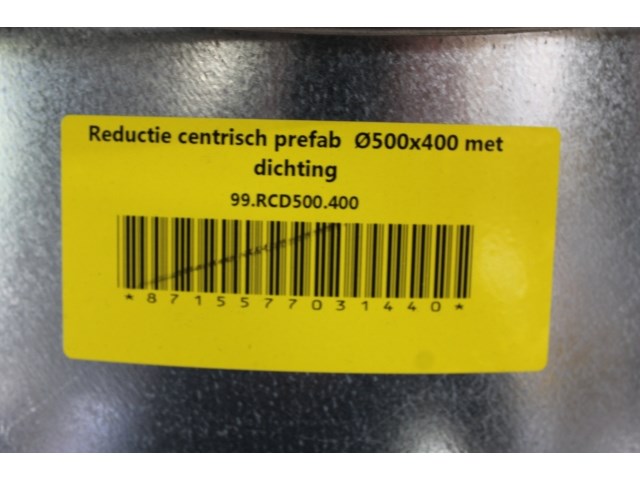 Reductie centrisch prefab Ø500x400 met
dichting
99.RCD500.400
*8715577031440*